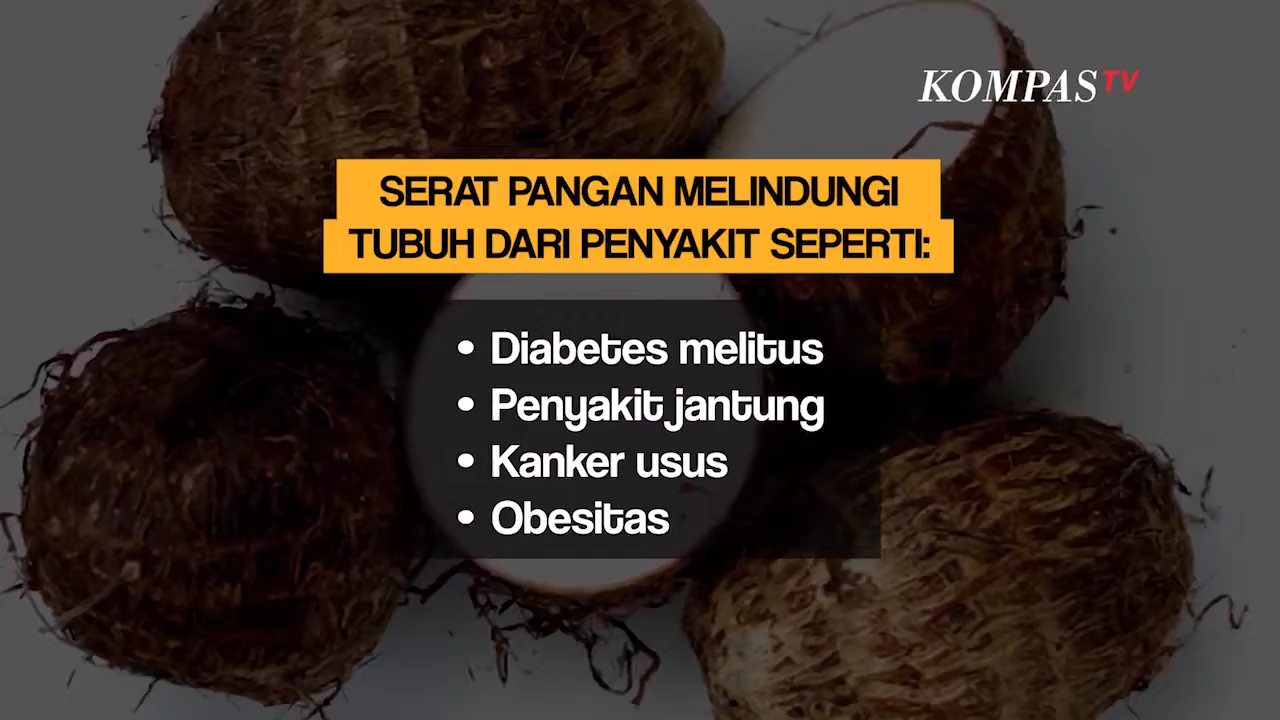 KOMPASTV
SERAT PANGAN MELINDUNGI
TUBUH DARI PENYAKIT SEPERTI:
• Diabetes melitus
• Penyakit jantung
• Kanker usus
• Obesitas